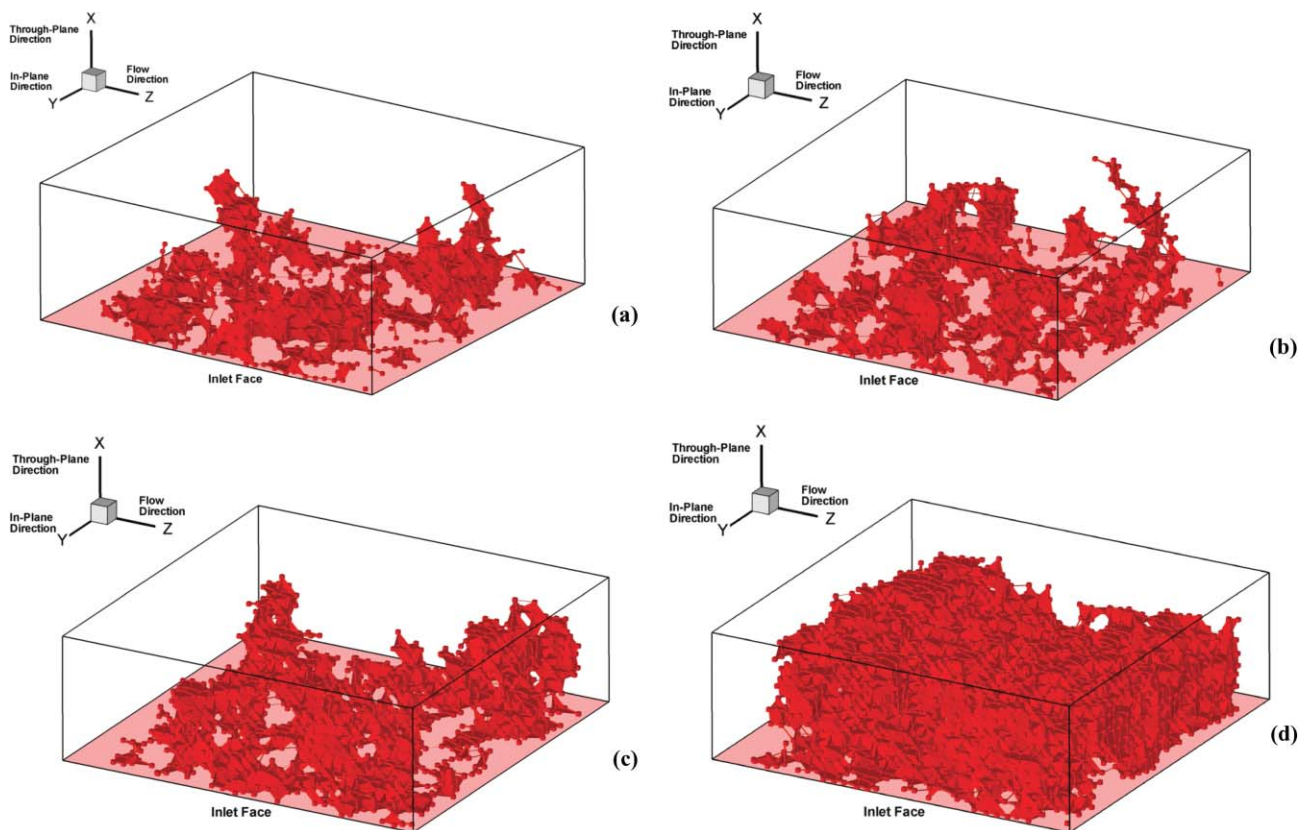 X
Through-Plane
Direction
In-Plane
Direction
Flow
Direction
Y
Z
Inlet Face
(a)
X
Through-Plane
Direction
In-Plane
Direction
Flow
Direction
Y
Z
Inlet Face
(b)
X
Through-Plane
Direction
In-Plane
Direction
Flow
Direction
Y
Z
Inlet Face
(c)
X
Through-Plane
Direction
In-Plane
Direction
Flow
Direction
Y
Z
Inlet Face
(d)